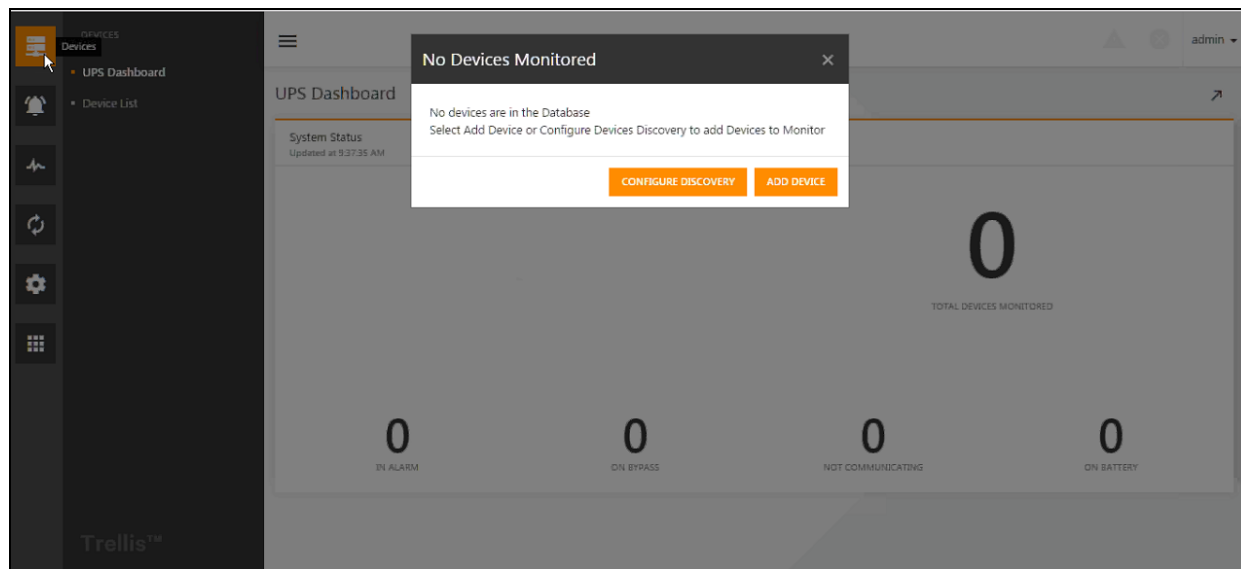 DEVICES
Devices
UPS Dashboard
Device List
Trellis™
admin
UPS Dashboard
System Status
Updated at 9:37:35 AM
No Devices Monitored
No devices are in the Database
Select Add Device or Configure Devices Discovery to add Devices to Monitor
CONFIGURE DISCOVERY
ADD DEVICE
0
TOTAL DEVICES MONITORED
0
IN ALARM
0
ON BYPASS
0
NOT COMMUNICATING
0
ON BATTERY